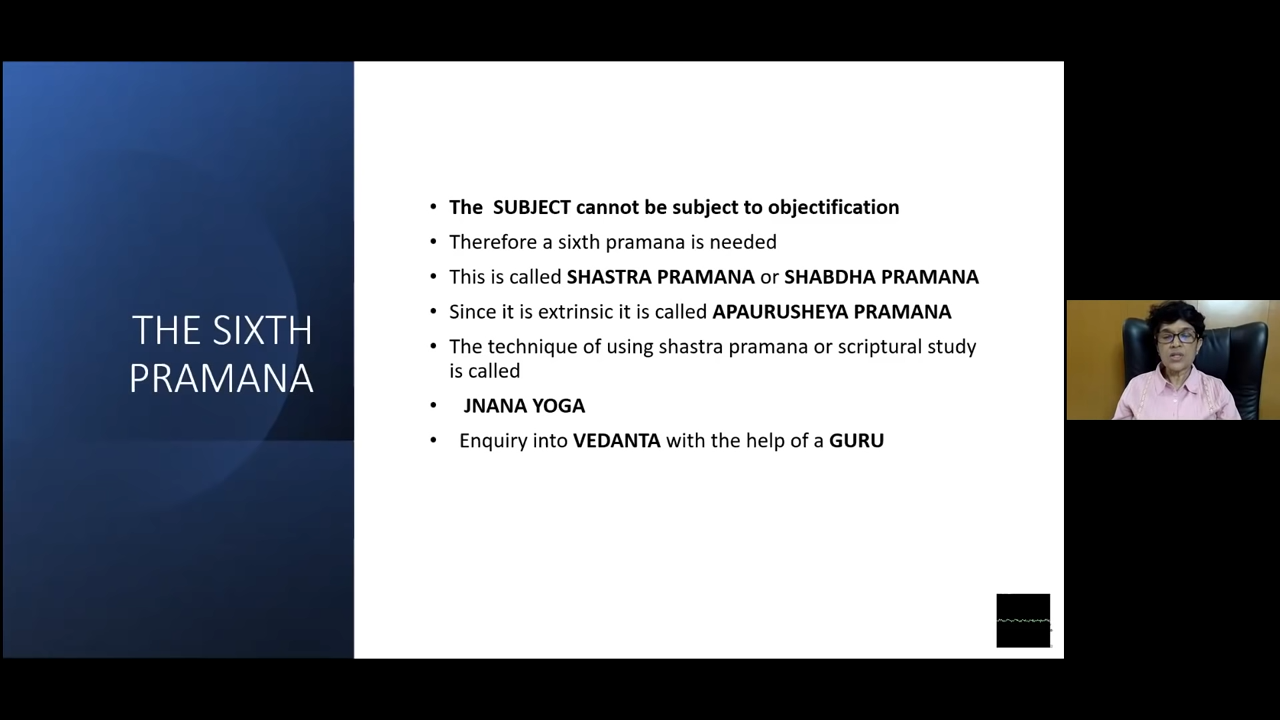 THE SIXTH
PRAMANA
• The SUBJECT cannot be subject to objectification
• Therefore a sixth pramana is needed
• This is called SHASTRA PRAMANA or SHABDHA PRAMANA
• Since it is extrinsic it is called APAURUSHEYA PRAMANA
• The technique of using shastra pramana or scriptural study
is called
• JNANA YOGA
• Enquiry into VEDANTA with the help of a GURU